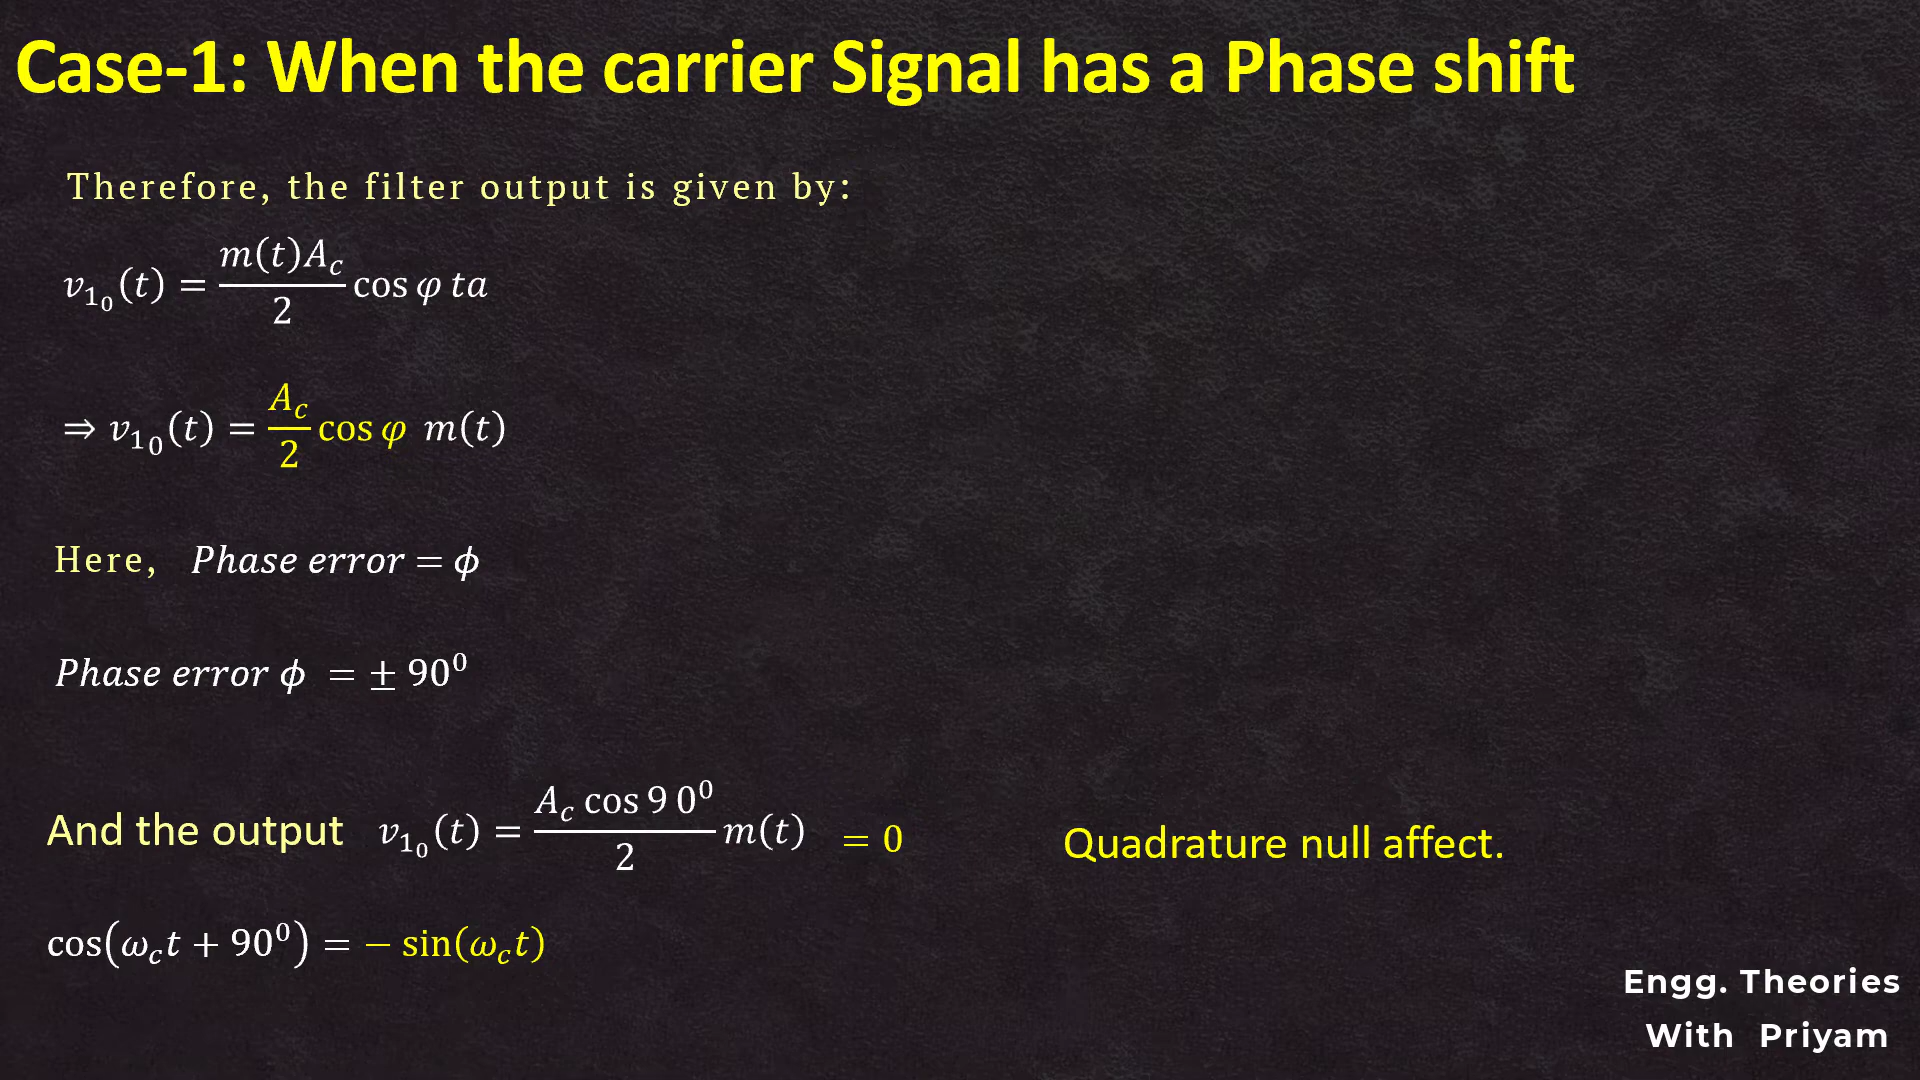 Case-1: When the carrier Signal has a Phase shift
Therefore, the filter output is given by:
v₁₀(t) = m(t)A_c/2 cos φ ta
⇒ v₁₀(t) = A_c/2 cos φ m(t)
Here, Phase error = ϕ
Phase error ϕ = ± 90⁰
And the output v₁₀(t) = A_c cos 9 0⁰/2 m(t) = 0 Quadrature null affect.
cos(ω_c t + 90⁰) = − sin(ω_c t)
Engg. Theories
With Priyam